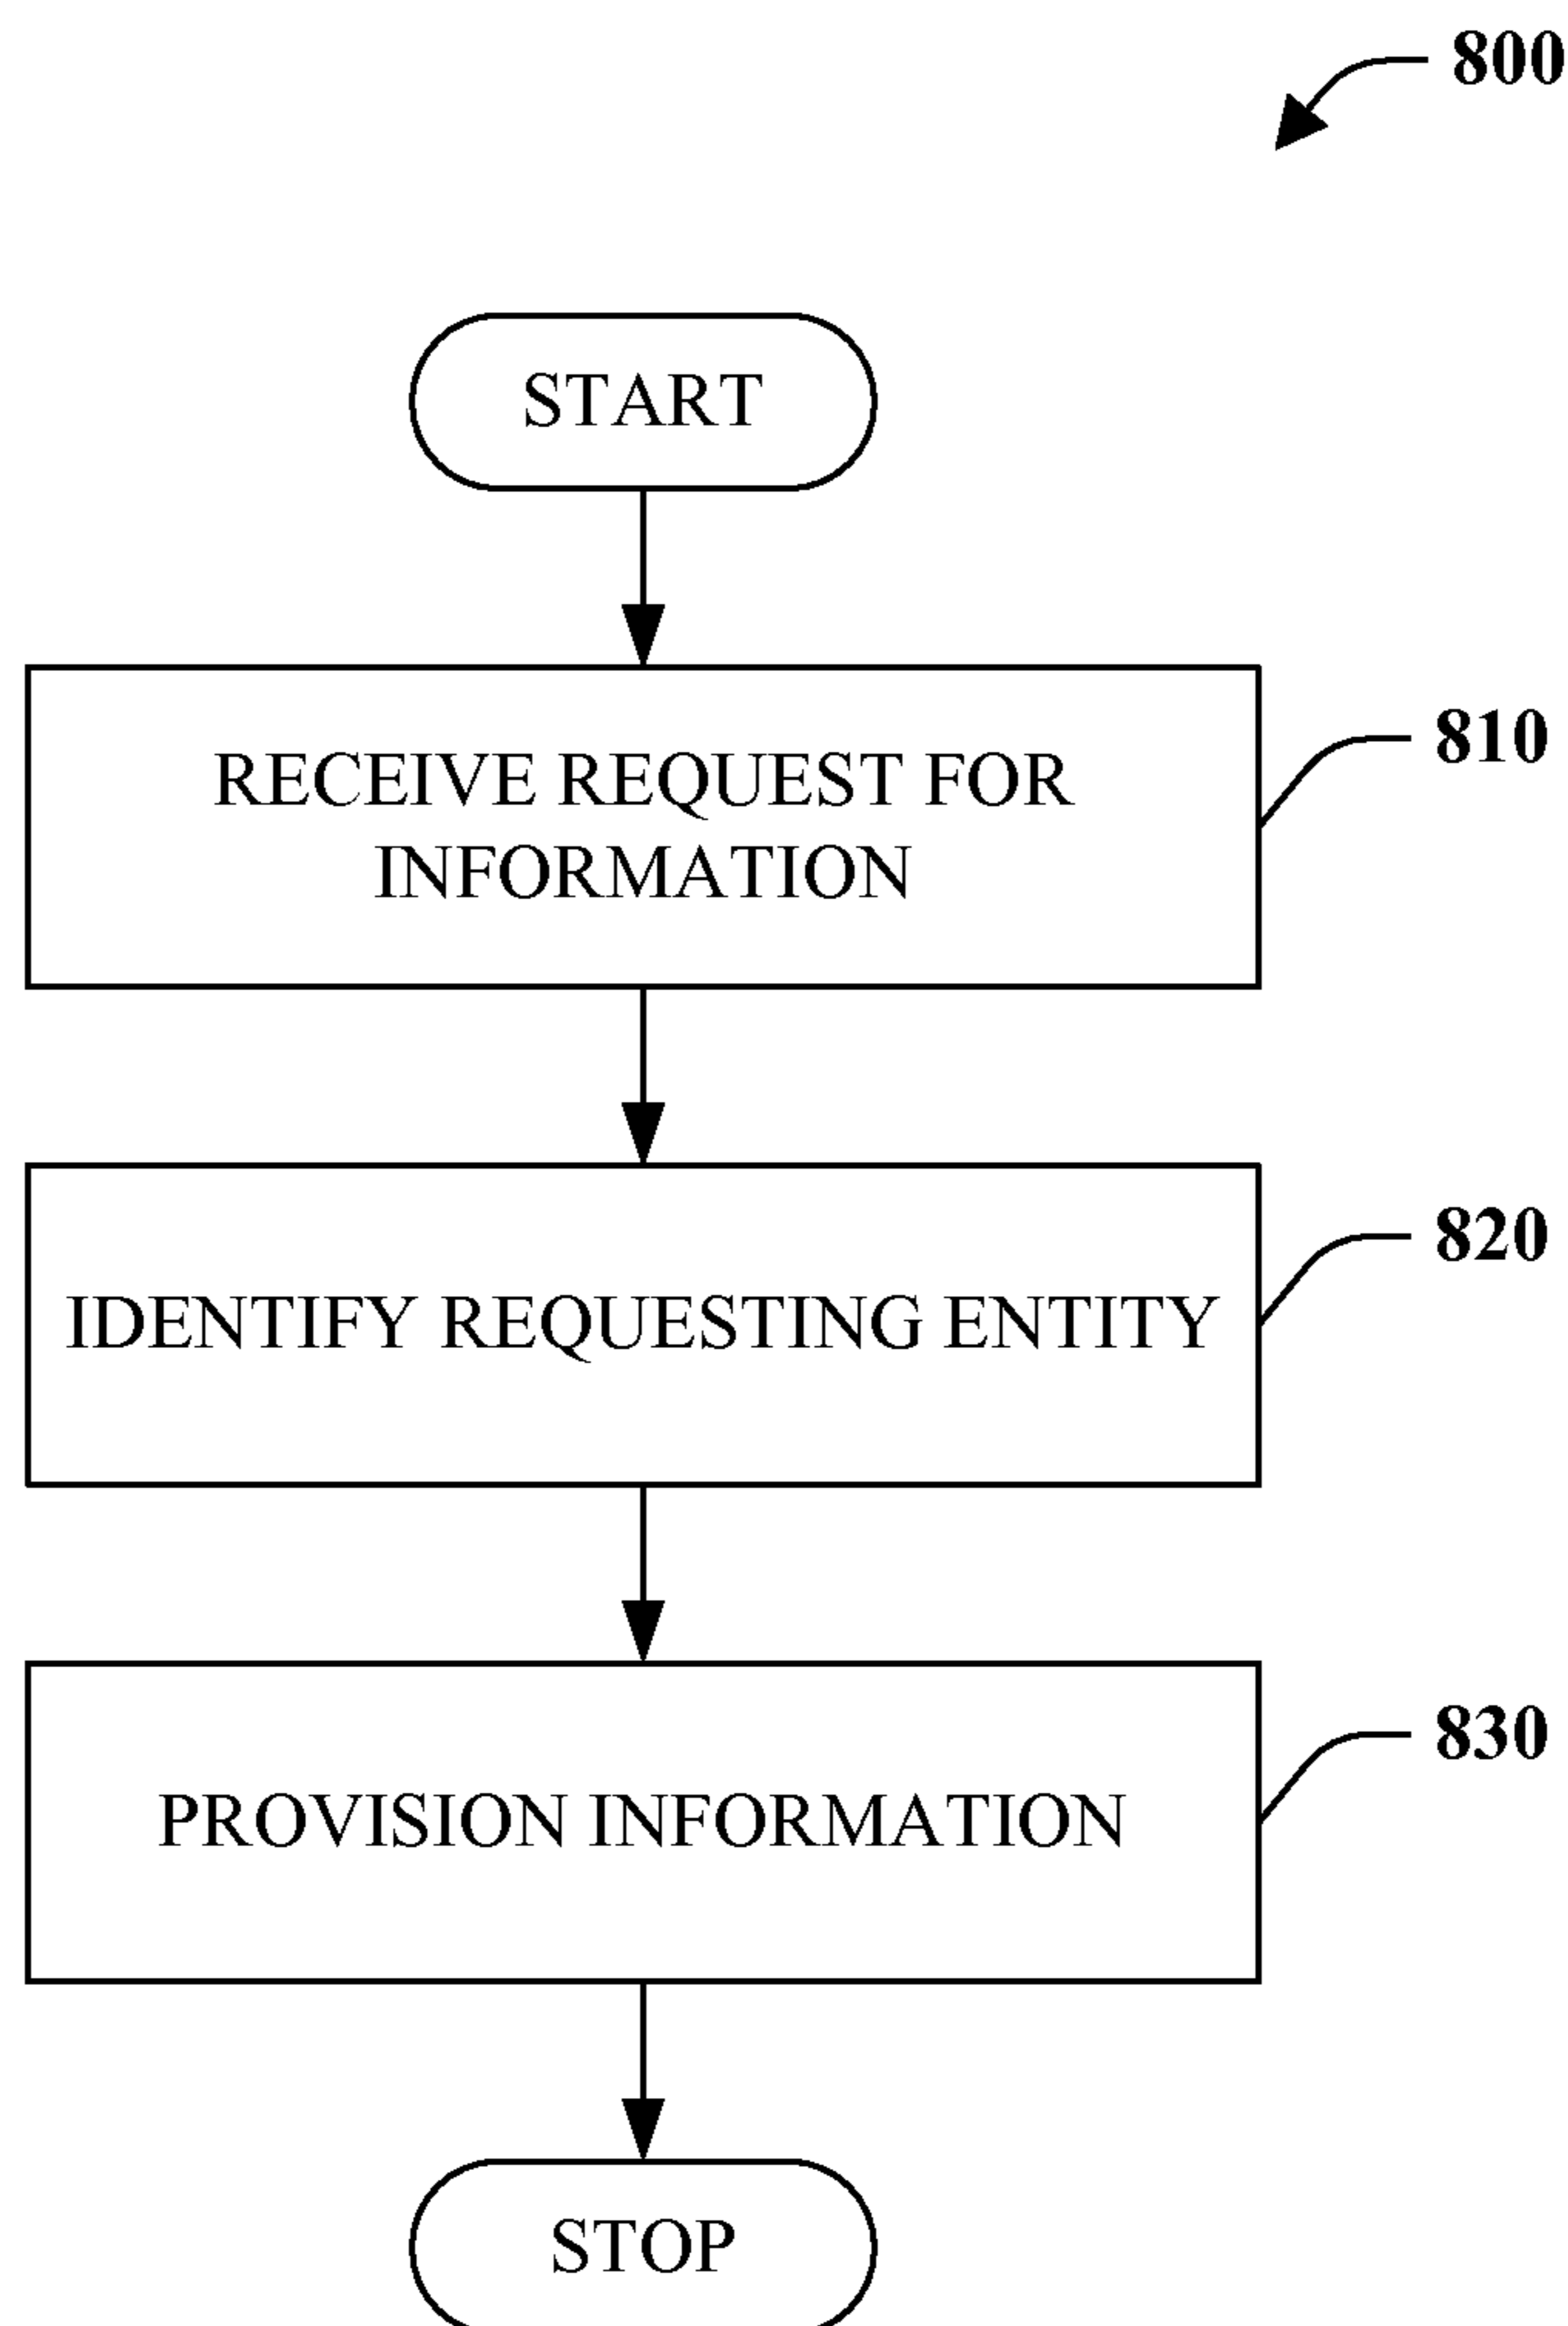 800
START
RECEIVE REQUEST FOR
INFORMATION
810
IDENTIFY REQUESTING ENTITY
820
PROVISION INFORMATION
830
STOP